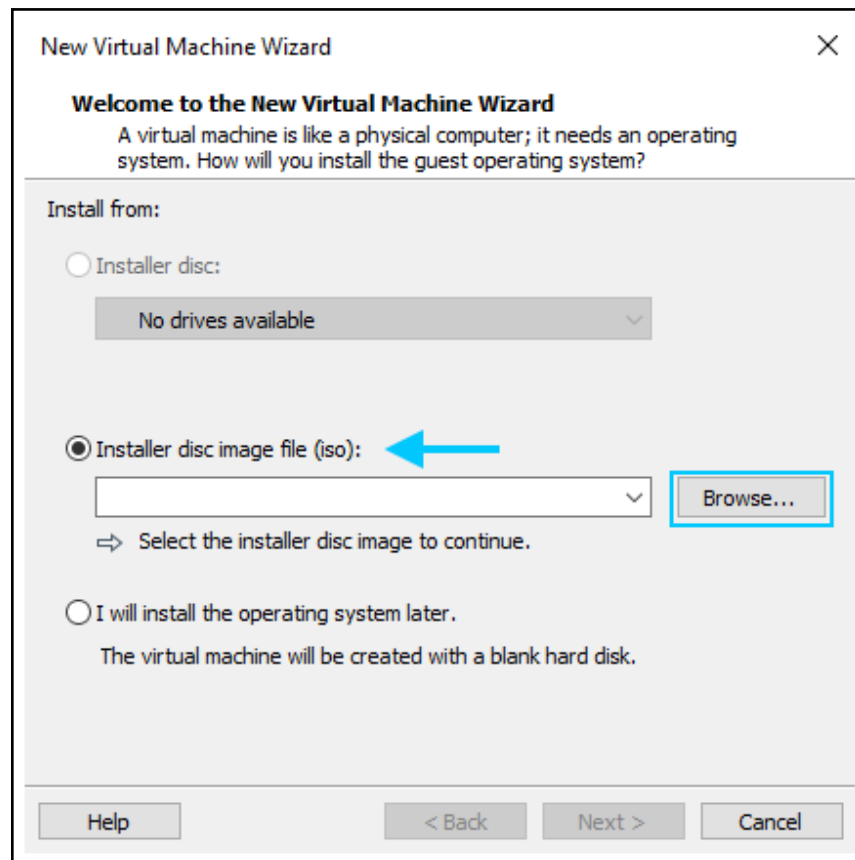 New Virtual Machine Wizard
Welcome to the New Virtual Machine Wizard
A virtual machine is like a physical computer; it needs an operating
system. How will you install the guest operating system?
Install from:
Installer disc:
No drives available
Installer disc image file (iso):
Browse...
Select the installer disc image to continue.
I will install the operating system later.
The virtual machine will be created with a blank hard disk.
Help
< Back
Next >
Cancel